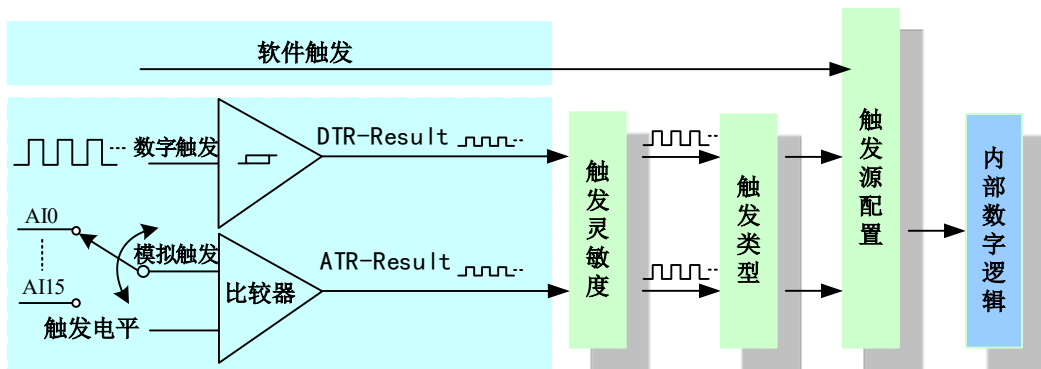 软件触发
数字触发
DTR-Result
AI0
模拟触发
ATR-Result
AI15
比较器
触发电平
触发灵敏度
触发类型
触发源配置
内部数字逻辑